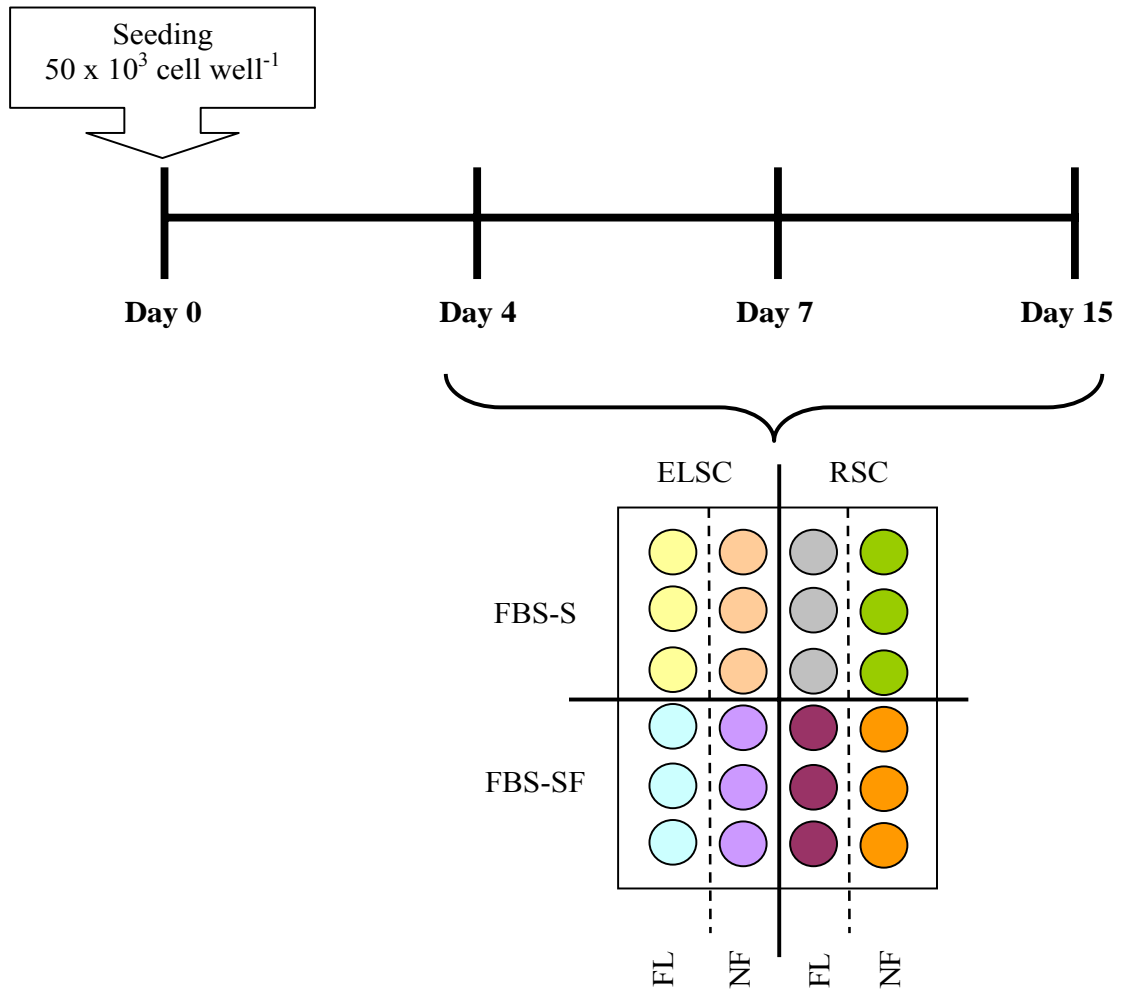 Seeding
50 x 10³ cell well⁻¹
Day 0 Day 4 Day 7 Day 15
ELSC RSC
FBS-S
FBS-SF
FL NF FL NF